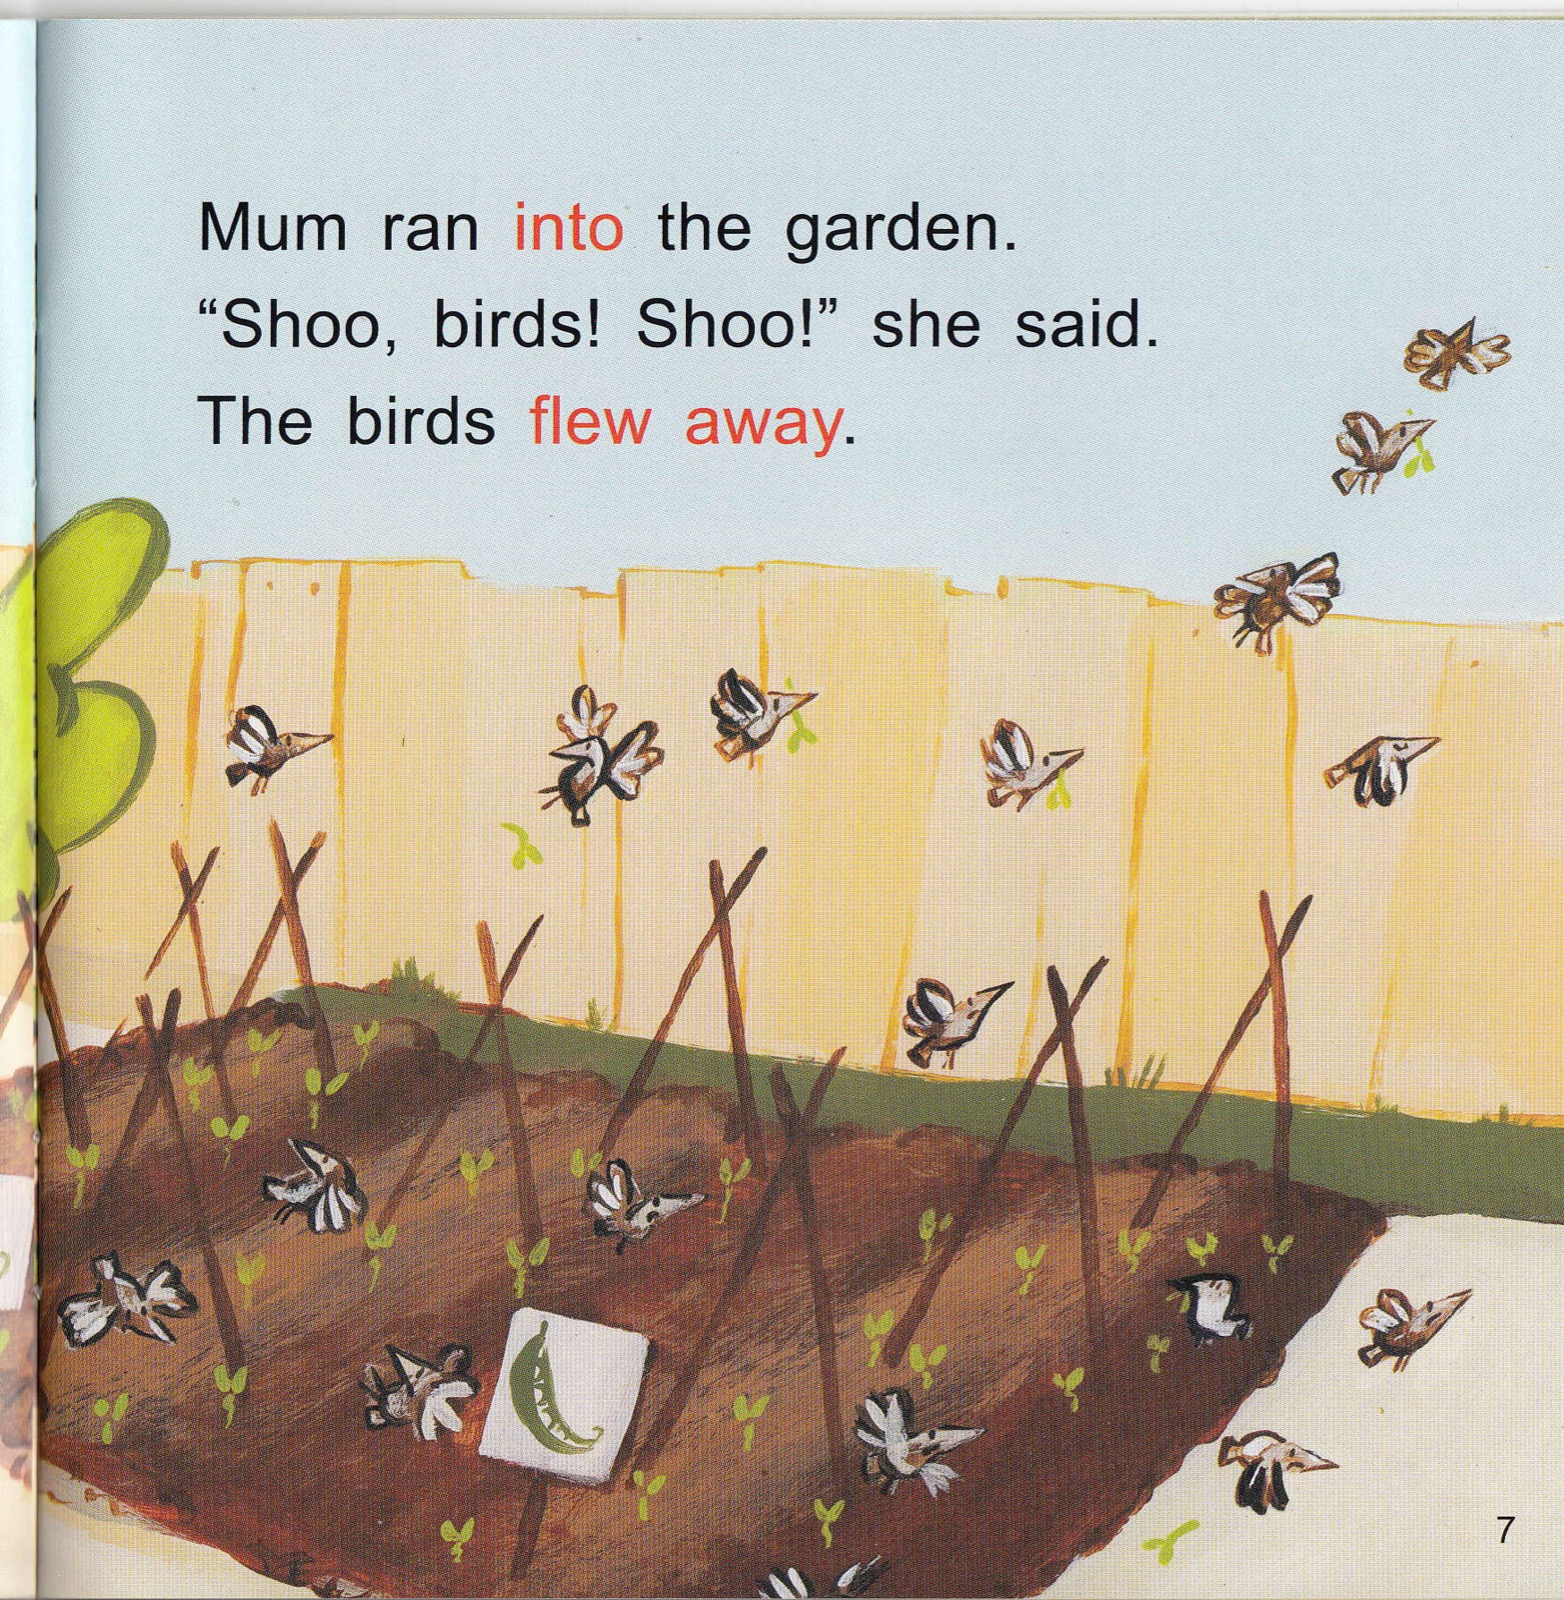 Mum ran into the garden.
“Shoo, birds! Shoo!” she said.
The birds flew away.
7